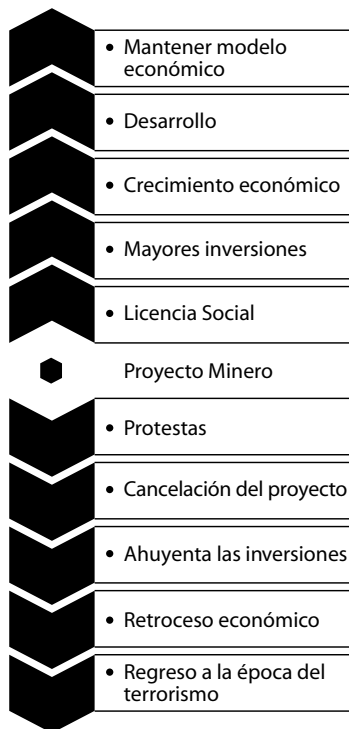 • Mantener modelo
económico
• Desarrollo
• Crecimiento económico
• Mayores inversiones
• Licencia Social
Proyecto Minero
• Protestas
• Cancelación del proyecto
• Ahuyenta las inversiones
• Retroceso económico
• Regreso a la época del
terrorismo